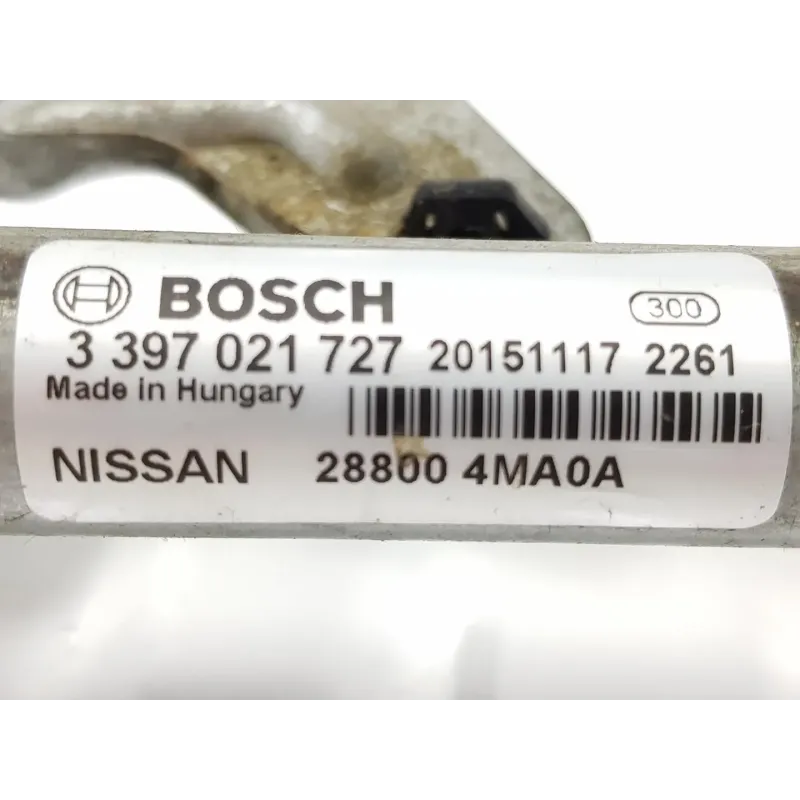 BOSCH 300
3 397 021 727 20151117 2261
Made in Hungary
NISSAN 28800 4MA0A